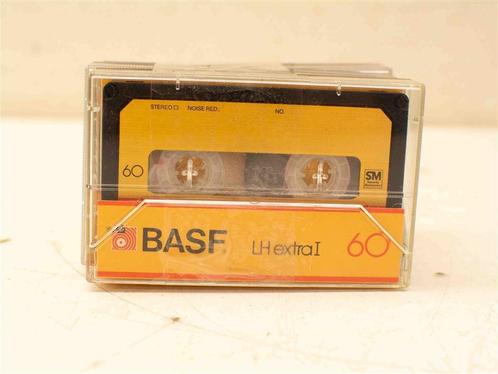 STEREO □ NOISE RED.: NO.
60 SM
BASF LH extra I 60